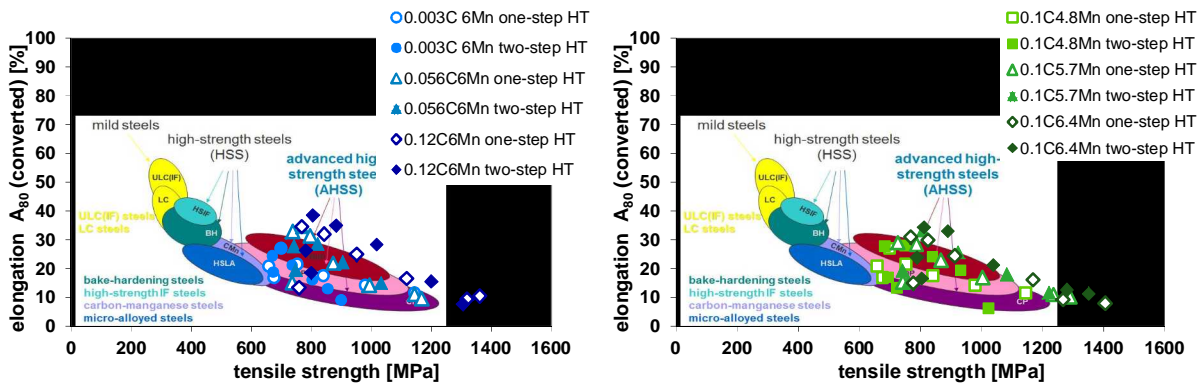 elongation A80 (converted) [%]
100
90
80
70
60
50
40
30
20
10
0
0 200 400 600 800 1000 1200 1400 1600
tensile strength [MPa]
0.003C 6Mn one-step HT
0.003C 6Mn two-step HT
0.056C6Mn one-step HT
0.056C6Mn two-step HT
0.12C6Mn one-step HT
0.12C6Mn two-step HT
mild steels
high-strength steels
(HSS)
advanced hig
strength stee
(AHSS)
ULC(IF)
LC
HSIF
BH
CMn
HSLA
ULC(IF) steels
LC steels
bake-hardening steels
high-strength IF steels
carbon-manganese steels
micro-alloyed steels
elongation A80 (converted) [%]
100
90
80
70
60
50
40
30
20
10
0
0 200 400 600 800 1000 1200 1400 1600
tensile strength [MPa]
0.1C4.8Mn one-step HT
0.1C4.8Mn two-step HT
0.1C5.7Mn one-step HT
0.1C5.7Mn two-step HT
0.1C6.4Mn one-step HT
0.1C6.4Mn two-step HT
mild steels
high-strength steels
(HSS)
advanced high-
strength steels
(AHSS)
ULC(IF)
LC
HSIF
BH
CMn
HSLA
CP
ULC(IF) steels
LC steels
bake-hardening steels
high-strength IF steels
carbon-manganese steels
micro-alloyed steels